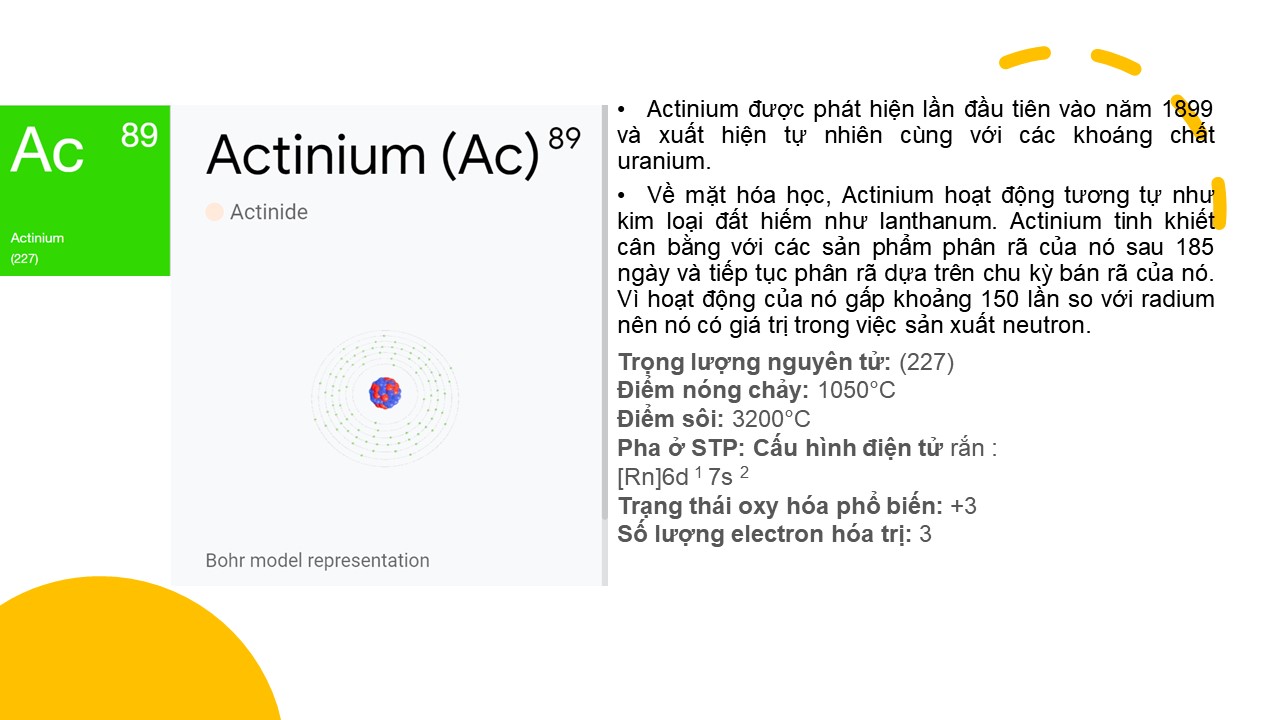 Ac 89
Actinium
(227)
Actinium (Ac) 89
Actinide
Bohr model representation
• Actinium được phát hiện lần đầu tiên vào năm 1899
và xuất hiện tự nhiên cùng với các khoáng chất
uranium.
• Về mặt hóa học, Actinium hoạt động tương tự như
kim loại đất hiếm như lanthanum. Actinium tinh khiết
cân bằng với các sản phẩm phân rã của nó sau 185
ngày và tiếp tục phân rã dựa trên chu kỳ bán rã của nó.
Vì hoạt động của nó gấp khoảng 150 lần so với radium
nên nó có giá trị trong việc sản xuất neutron.
Trọng lượng nguyên tử: (227)
Điểm nóng chảy: 1050°C
Điểm sôi: 3200°C
Pha ở STP: Cấu hình điện tử rắn :
[Rn]6d 1 7s 2
Trạng thái oxy hóa phổ biến: +3
Số lượng electron hóa trị: 3